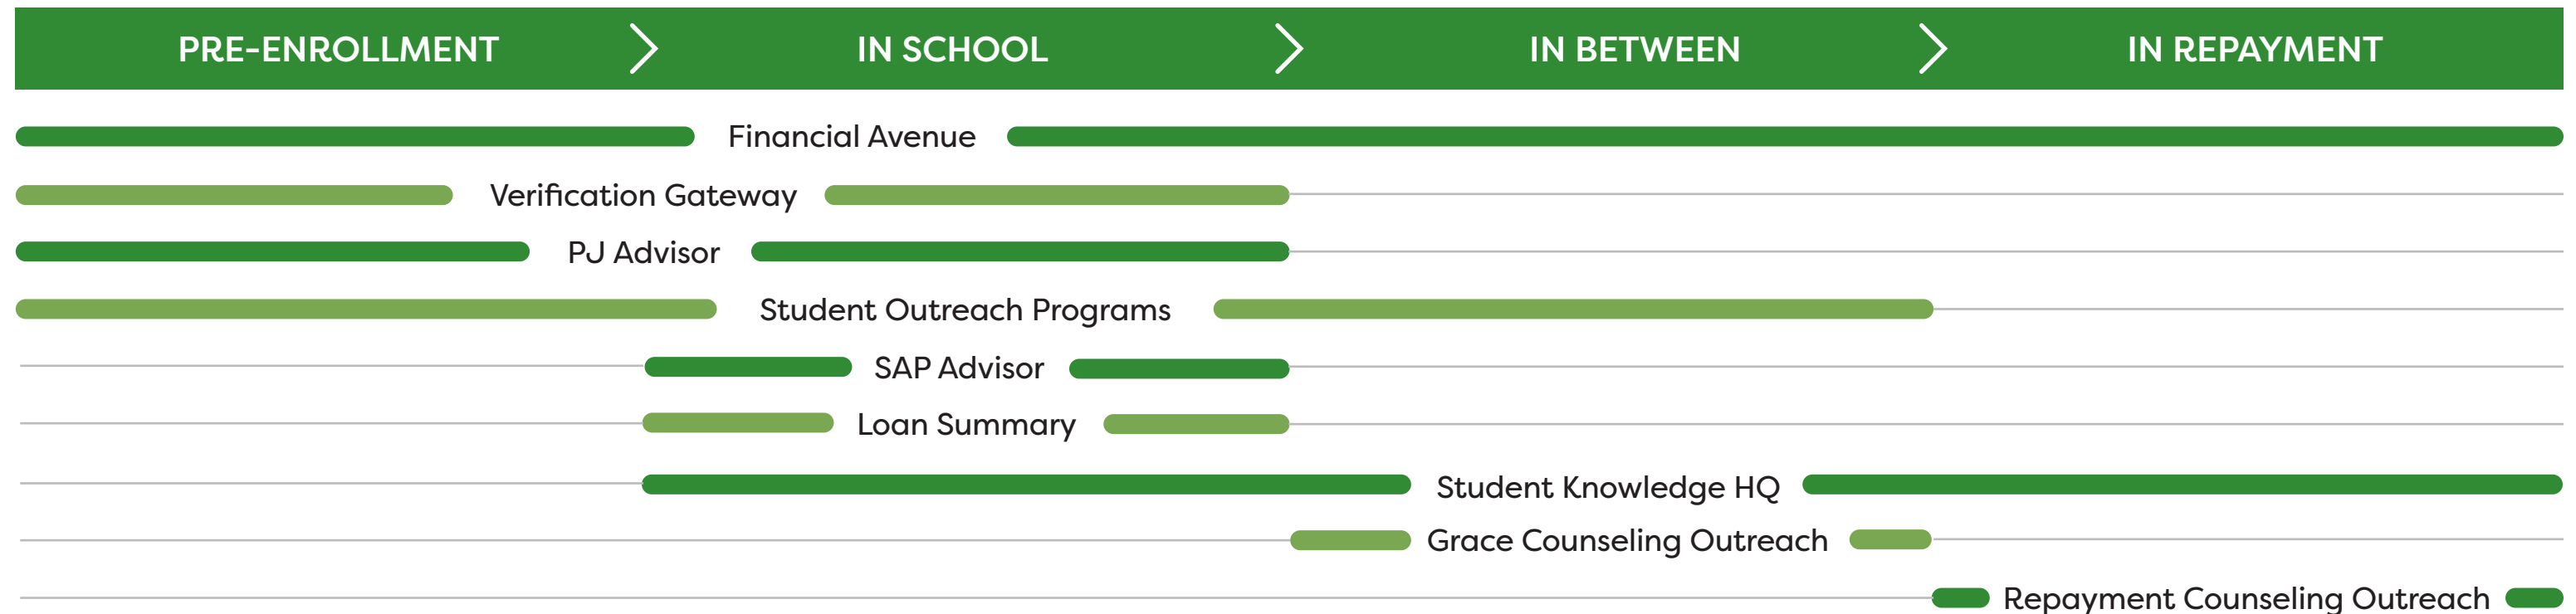 PRE-ENROLLMENT
IN SCHOOL
IN BETWEEN
IN REPAYMENT
Financial Avenue
Verification Gateway
PJ Advisor
Student Outreach Programs
SAP Advisor
Loan Summary
Student Knowledge HQ
Grace Counseling Outreach
Repayment Counseling Outreach